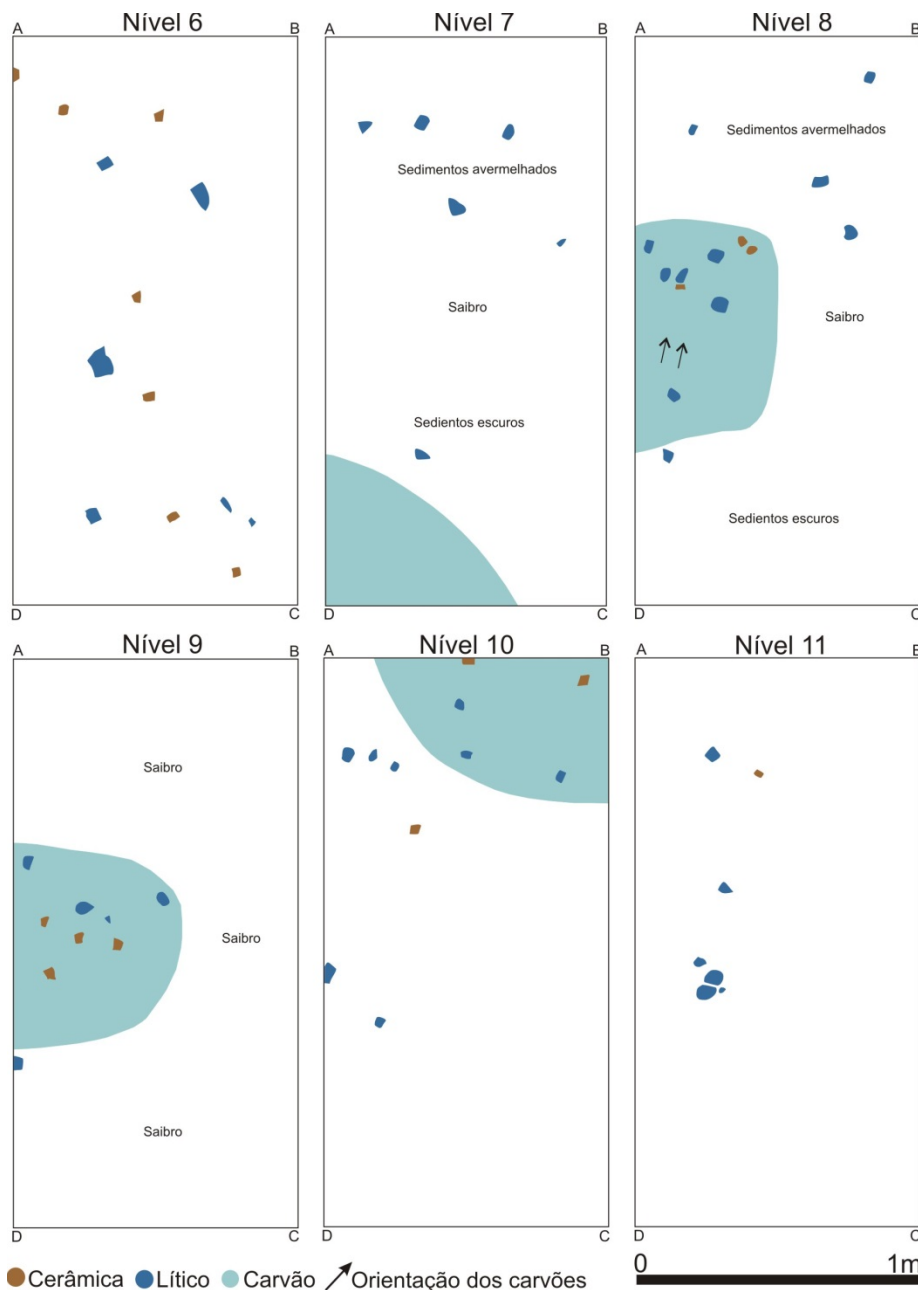 Nível 6
A
B
D
C
Nível 7
Sedimentos avermelhados
Saibro
Sedientos escuros
A
B
D
C
Nível 8
Sedimentos avermelhados
Saibro
Sedientos escuros
A
B
D
C
Nível 9
A
B
Saibro
Saibro
Saibro
D
C
Nível 10
A
B
D
C
Nível 11
A
B
D
C
Cerâmica Lítico Carvão Orientação dos carvões
0 1m